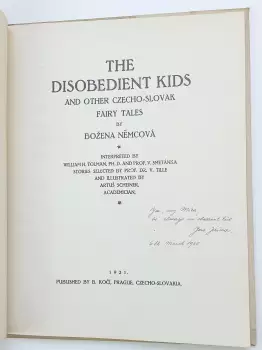 THE
DISOBEDIENT KIDS
AND OTHER CZECHO-SLOVAK
FAIRY TALES
BY
BOŽENA NĚMCOVÁ
INTERPRETED BY
WILLIAM H. TOLMAN, PH. D. AND PROF. V. SMETÁNKA
STORIES SELECTED BY PROF. DR. V. TILLE
AND ILLUSTRATED BY
ARTUŠ SCHEINER,
ACADEMICIAN.
1921.
PUBLISHED BY B. KOČÍ, PRAGUE, CZECHO-SLOVAKIA.